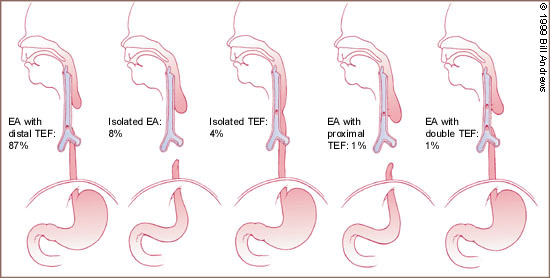 EA with
distal TEF:
87%
Isolated EA:
8%
Isolated TEF:
4%
EA with
proximal
TEF: 1%
EA with
double TEF:
1%
© 1999 Bill Andrews